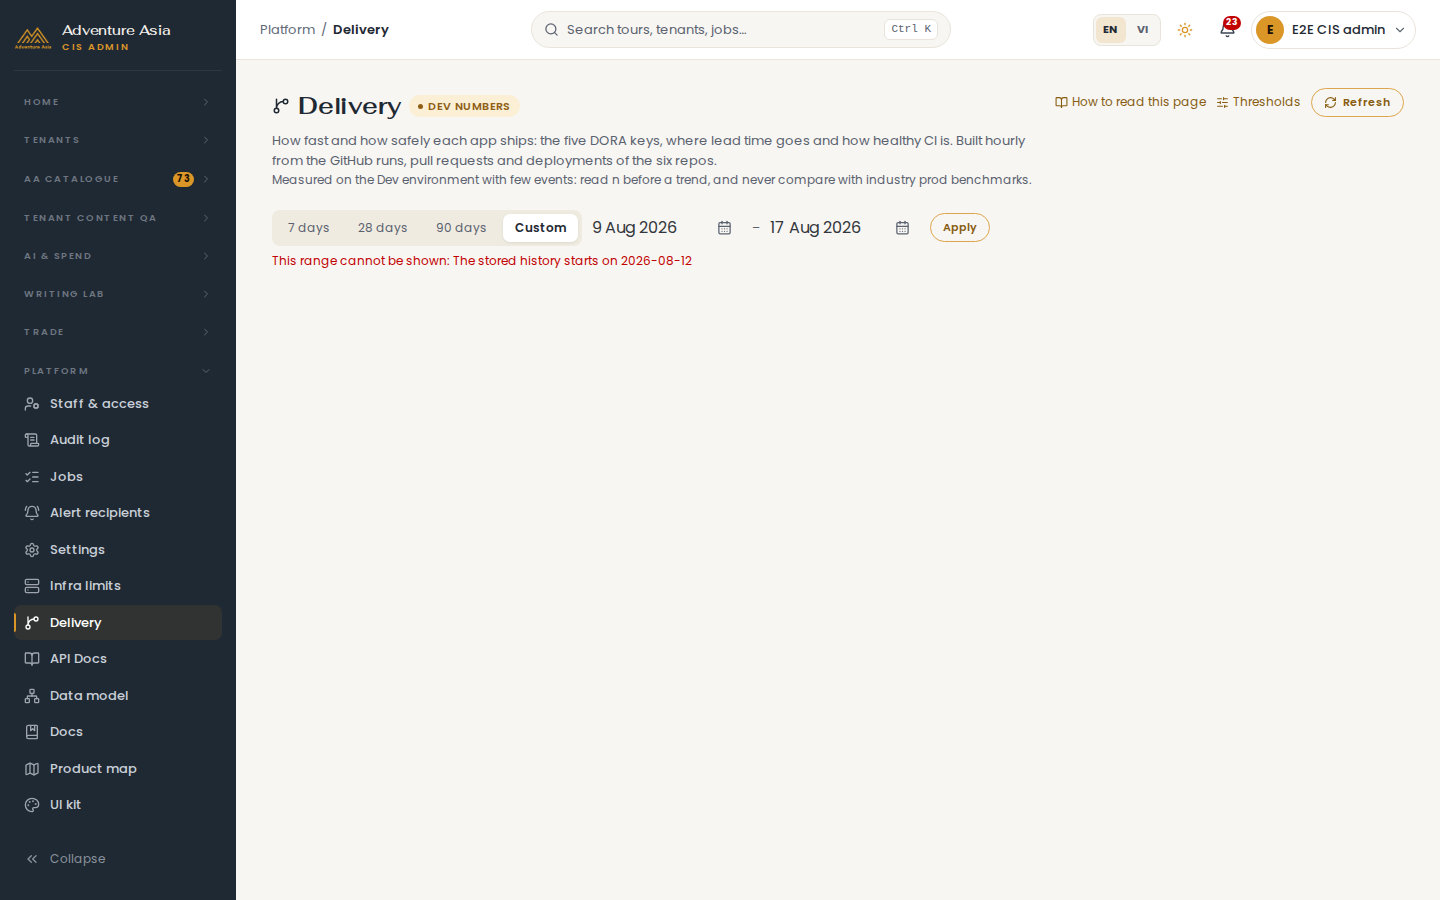 Adventure Asia
CIS ADMIN
Adventure Asia
HOME
TENANTS
AA CATALOGUE 73
TENANT CONTENT QA
AI & SPEND
WRITING LAB
TRADE
PLATFORM
Staff & access
Audit log
Jobs
Alert recipients
Settings
Infra limits
Delivery
API Docs
Data model
Docs
Product map
UI kit
Collapse
Platform / Delivery
Search tours, tenants, jobs... Ctrl K
EN VI
23
E E2E CIS admin
Delivery DEV NUMBERS
How to read this page Thresholds Refresh
How fast and how safely each app ships: the five DORA keys, where lead time goes and how healthy CI is. Built hourly
from the GitHub runs, pull requests and deployments of the six repos.
Measured on the Dev environment with few events: read n before a trend, and never compare with industry prod benchmarks.
7 days 28 days 90 days Custom 9 Aug 2026 – 17 Aug 2026 Apply
This range cannot be shown: The stored history starts on 2026-08-12